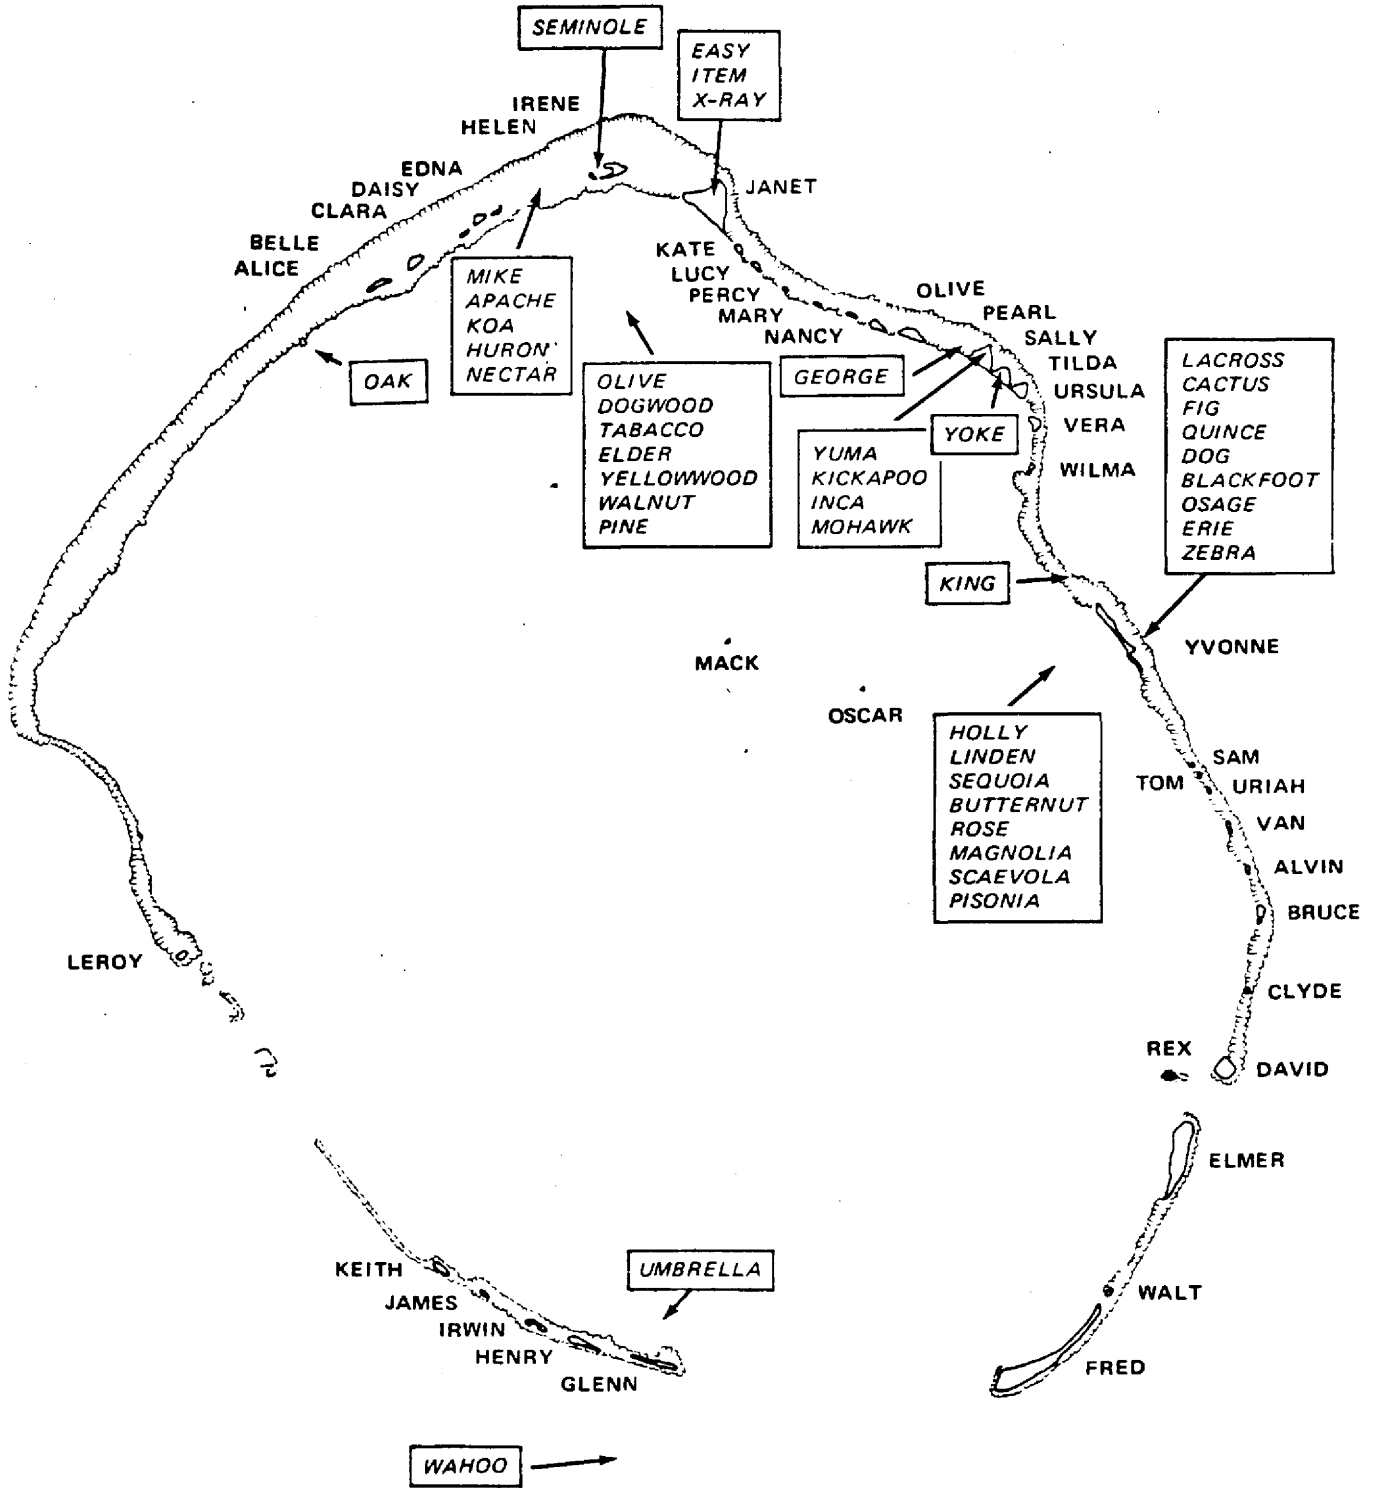 SEMINOLE
EASY
ITEM
X-RAY
IRENE
HELEN
EDNA
DAISY
CLARA
BELLE
ALICE
JANET
KATE
LUCY
PERCY
MARY
NANCY
OLIVE
PEARL
SALLY
TILDA
URSULA
VERA
WILMA
MIKE
APACHE
KOA
HURON
NECTAR
OAK
OLIVE
DOGWOOD
TABACCO
ELDER
YELLOWWOOD
WALNUT
PINE
GEORGE
YOKE
YUMA
KICKAPOO
INCA
MOHAWK
LACROSS
CACTUS
FIG
QUINCE
DOG
BLACKFOOT
OSAGE
ERIE
ZEBRA
KING
YVONNE
MACK
OSCAR
HOLLY
LINDEN
SEQUOIA
BUTTERNUT
ROSE
MAGNOLIA
SCAEVOLA
PISONIA
SAM
TOM
URIAH
VAN
ALVIN
BRUCE
CLYDE
REX
DAVID
ELMER
WALT
FRED
LEROY
KEITH
JAMES
IRWIN
HENRY
GLENN
UMBRELLA
WAHOO